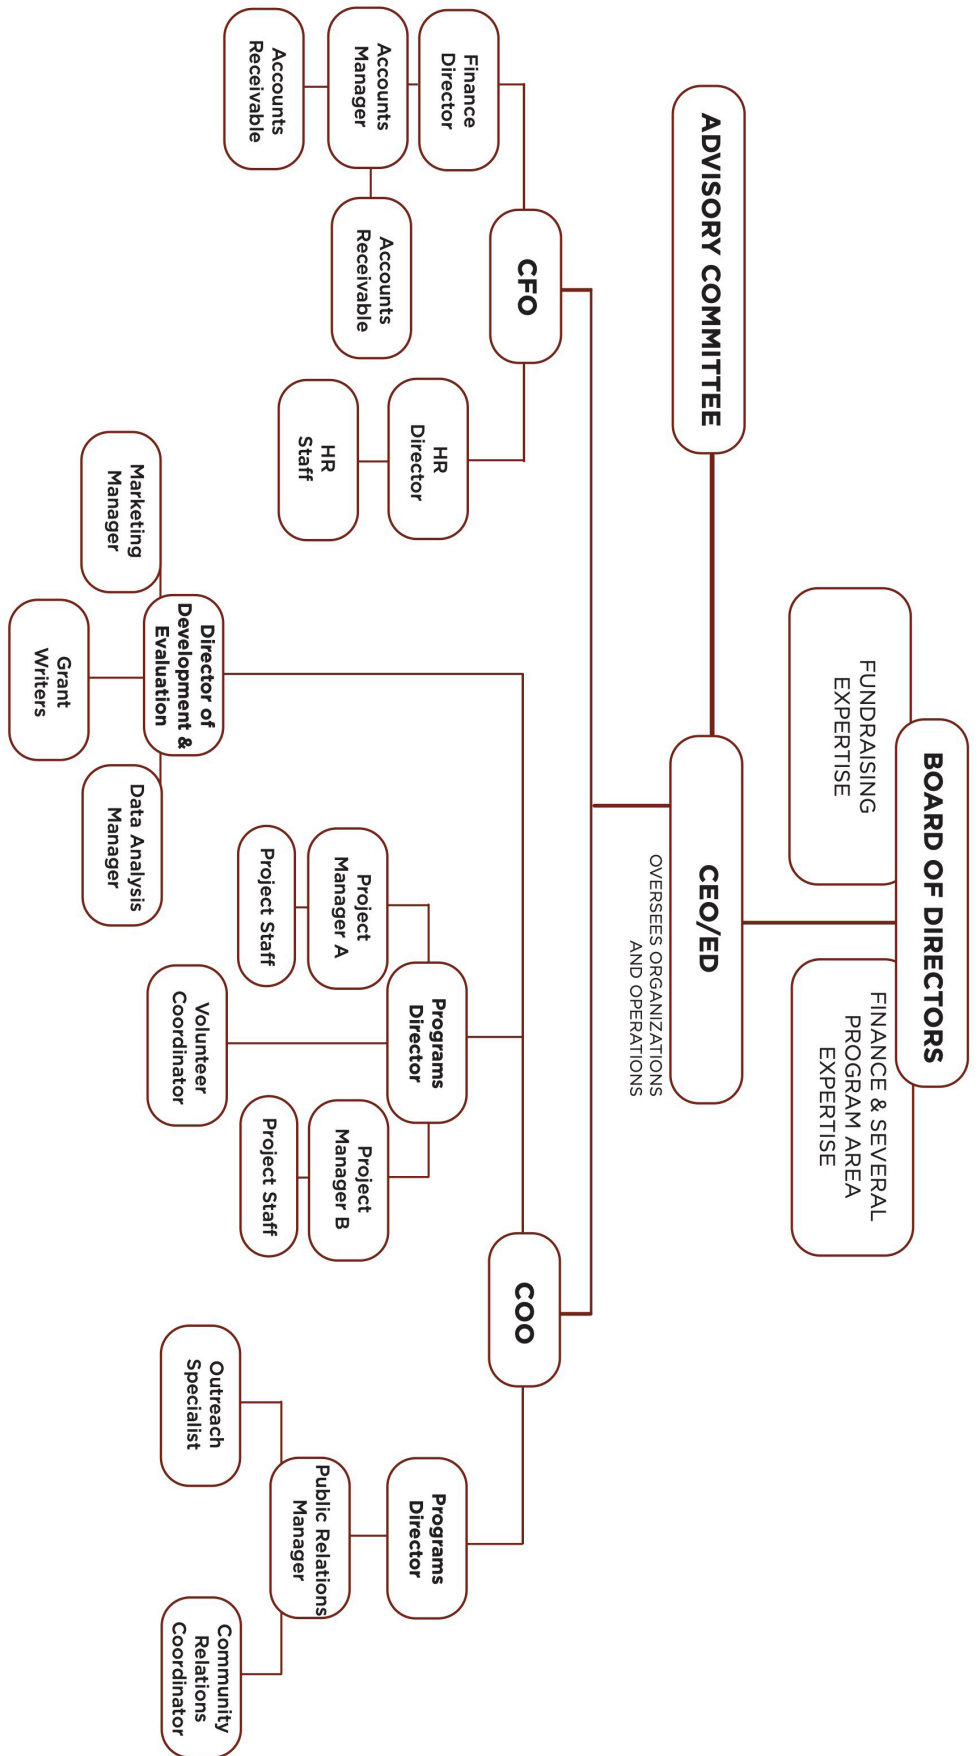 BOARD OF DIRECTORS
FUNDRAISING
EXPERTISE
FINANCE & SEVERAL
PROGRAM AREA
EXPERTISE
ADVISORY COMMITTEE
CEO/ED
OVERSEES ORGANIZATIONS
AND OPERATIONS
CFO
COO
Finance
Director
Accounts
Manager
Accounts
Receivable
Accounts
Receivable
HR
Director
HR
Staff
Director of
Development &
Evaluation
Marketing
Manager
Grant
Writers
Data Analysis
Manager
Programs
Director
Project
Manager A
Project Staff
Volunteer
Coordinator
Project
Manager B
Project Staff
Programs
Director
Public Relations
Manager
Outreach
Specialist
Community
Relations
Coordinator